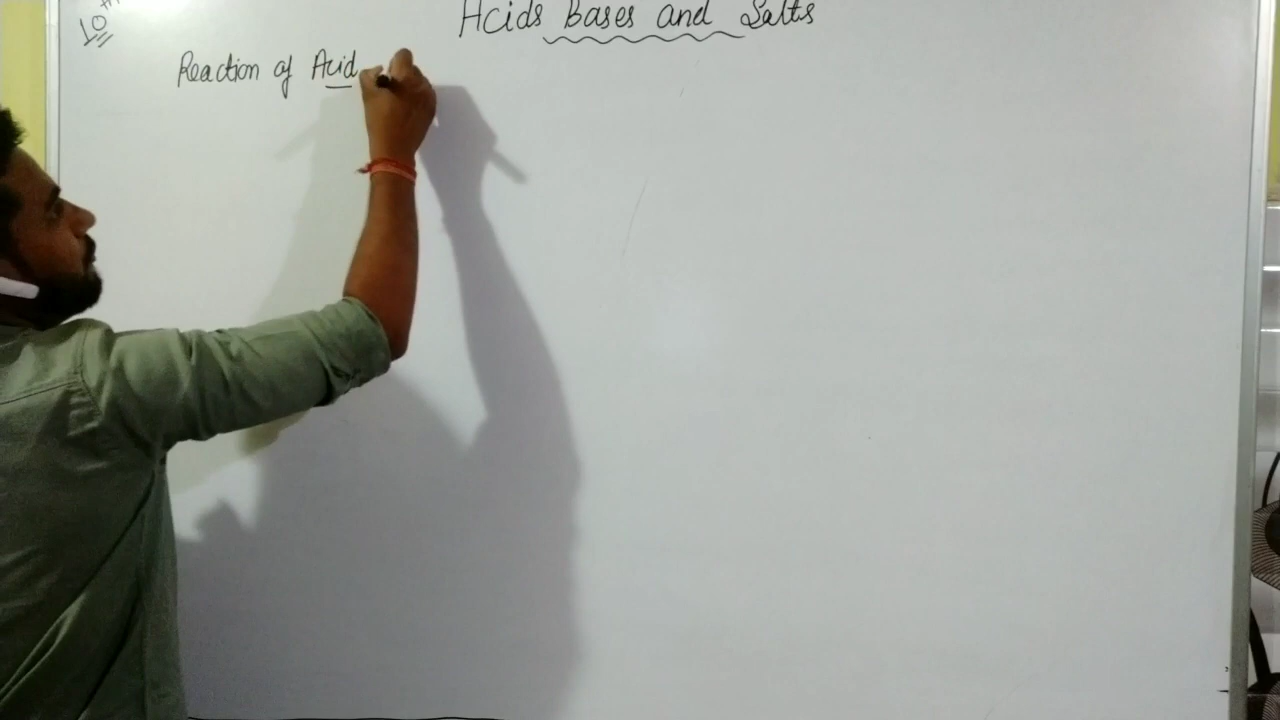 10th
Acids Bases and Salts
Reaction of Acid